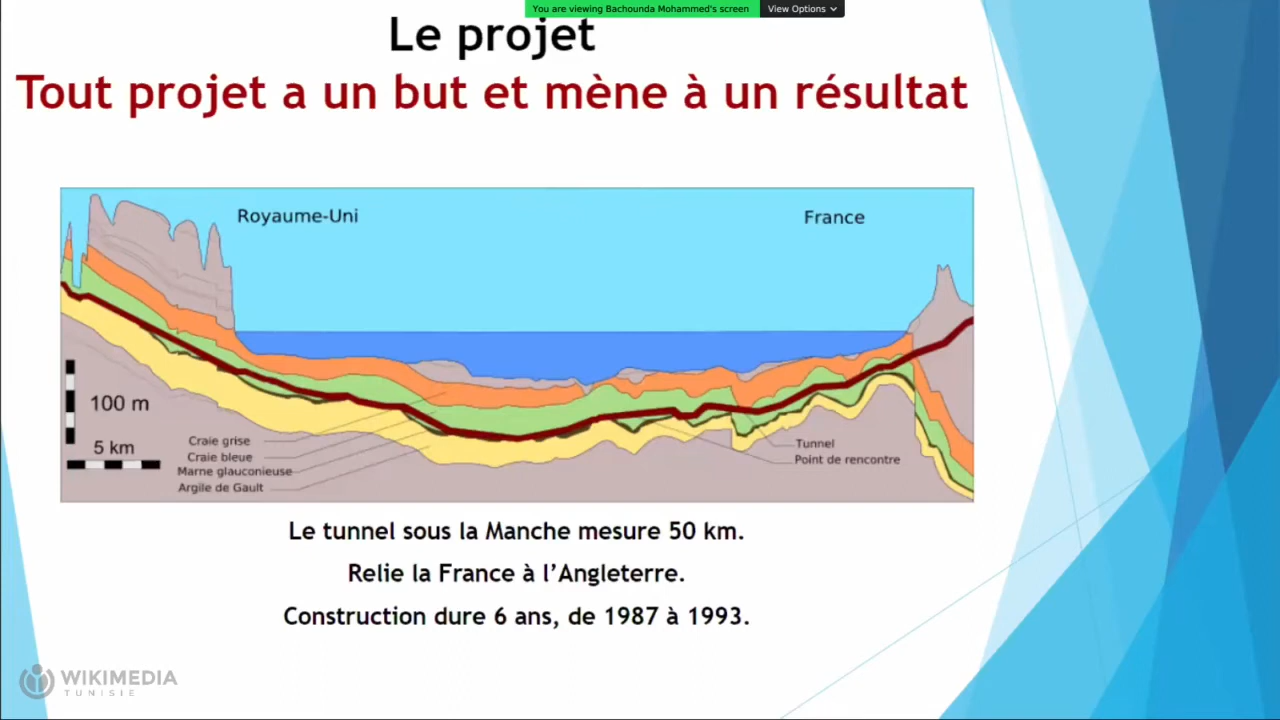 You are viewing Bachounda Mohammed's screen
View Options
Le projet
Tout projet a un but et mène à un résultat
Royaume-Uni
France
100 m
5 km
Craie grise
Craie bleue
Marne glauconieuse
Argile de Gault
Tunnel
Point de rencontre
Le tunnel sous la Manche mesure 50 km.
Relie la France à l’Angleterre.
Construction dure 6 ans, de 1987 à 1993.
WIKIMEDIA
TUNISIE